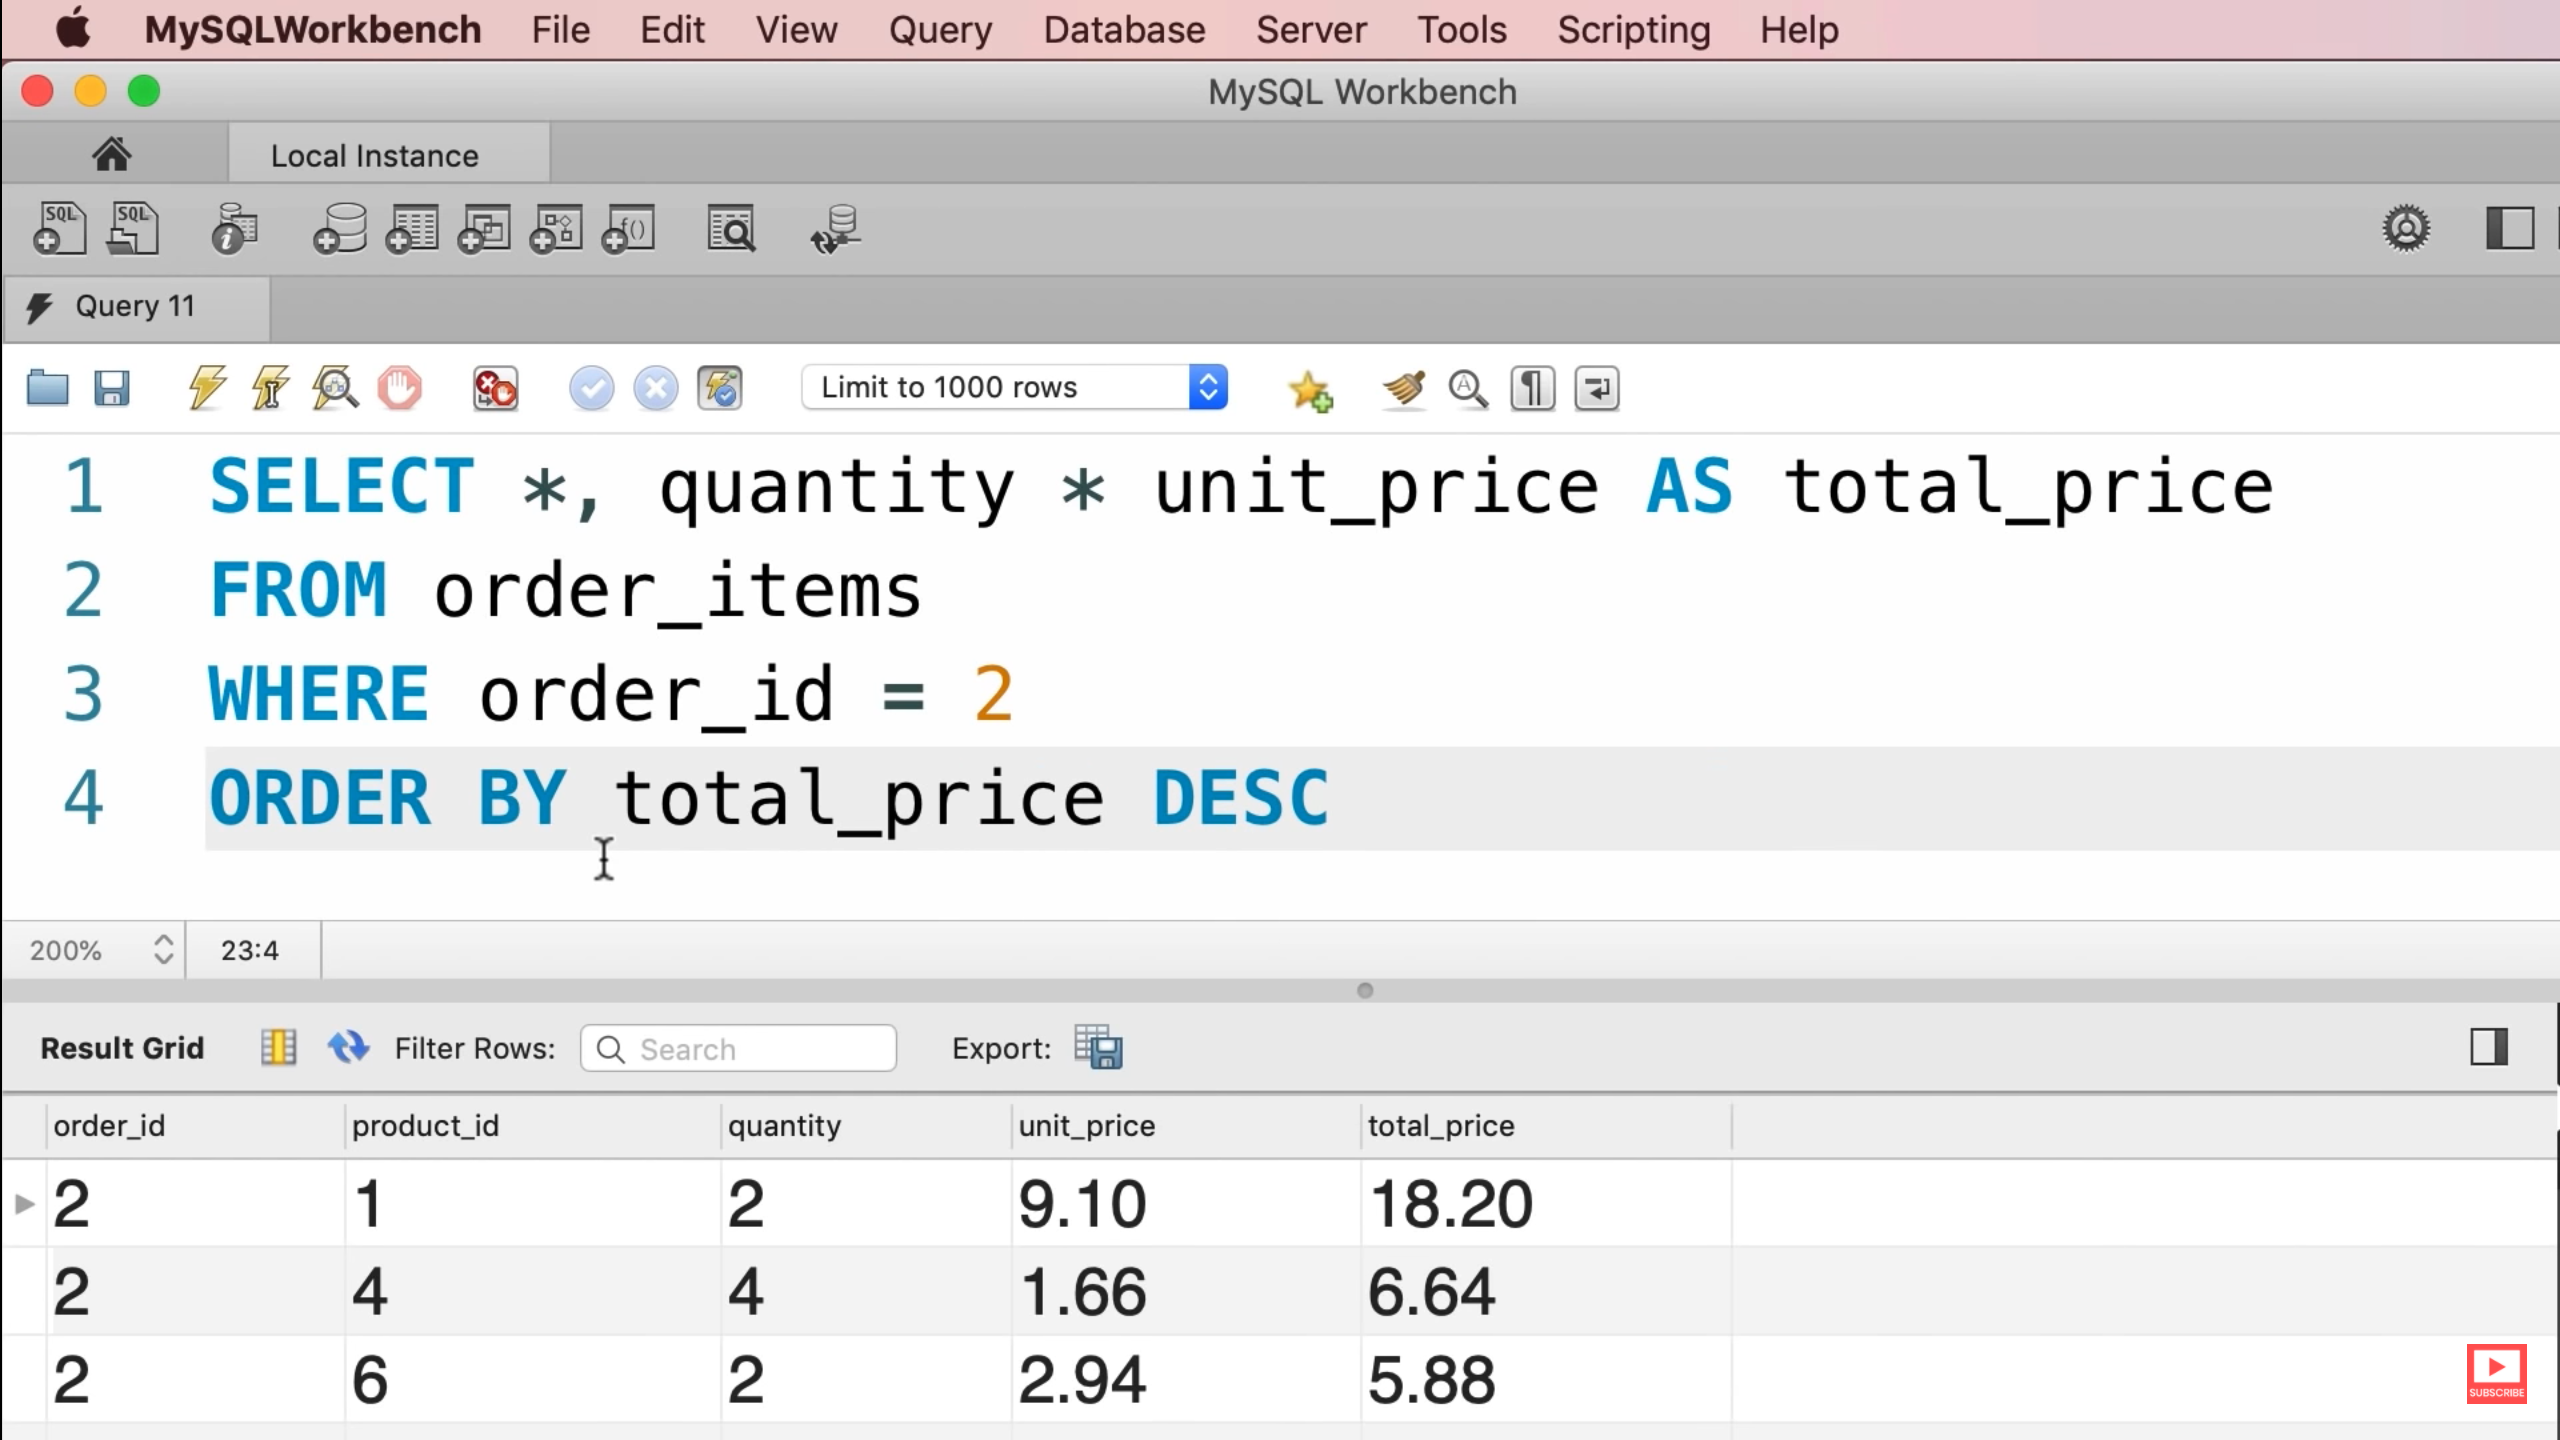 MySQLWorkbench File Edit View Query Database Server Tools Scripting Help
MySQL Workbench
Local Instance
SQL SQL f()
Query 11
Limit to 1000 rows
1 SELECT *, quantity * unit_price AS total_price
2 FROM order_items
3 WHERE order_id = 2
4 ORDER BY total_price DESC
200% 23:4
Result Grid Filter Rows: Search Export:
order_id product_id quantity unit_price total_price
2 1 2 9.10 18.20
2 4 4 1.66 6.64
2 6 2 2.94 5.88
SUBSCRIBE